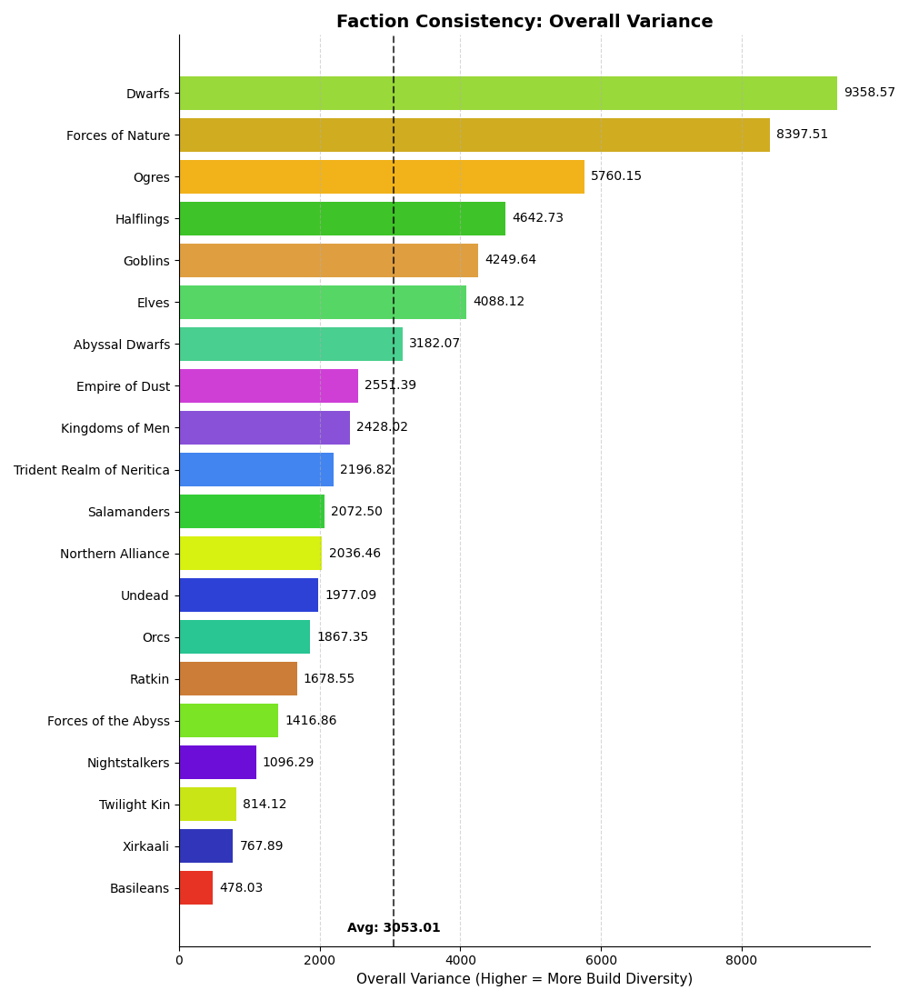 Faction Consistency: Overall Variance
Dwarfs 9358.57
Forces of Nature 8397.51
Ogres 5760.15
Halflings 4642.73
Goblins 4249.64
Elves 4088.12
Abyssal Dwarfs 3182.07
Empire of Dust 2551.39
Kingdoms of Men 2428.02
Trident Realm of Neritica 2196.82
Salamanders 2072.50
Northern Alliance 2036.46
Undead 1977.09
Orcs 1867.35
Ratkin 1678.55
Forces of the Abyss 1416.86
Nightstalkers 1096.29
Twilight Kin 814.12
Xirkaali 767.89
Basileans 478.03
Avg: 3053.01
0 2000 4000 6000 8000
Overall Variance (Higher = More Build Diversity)